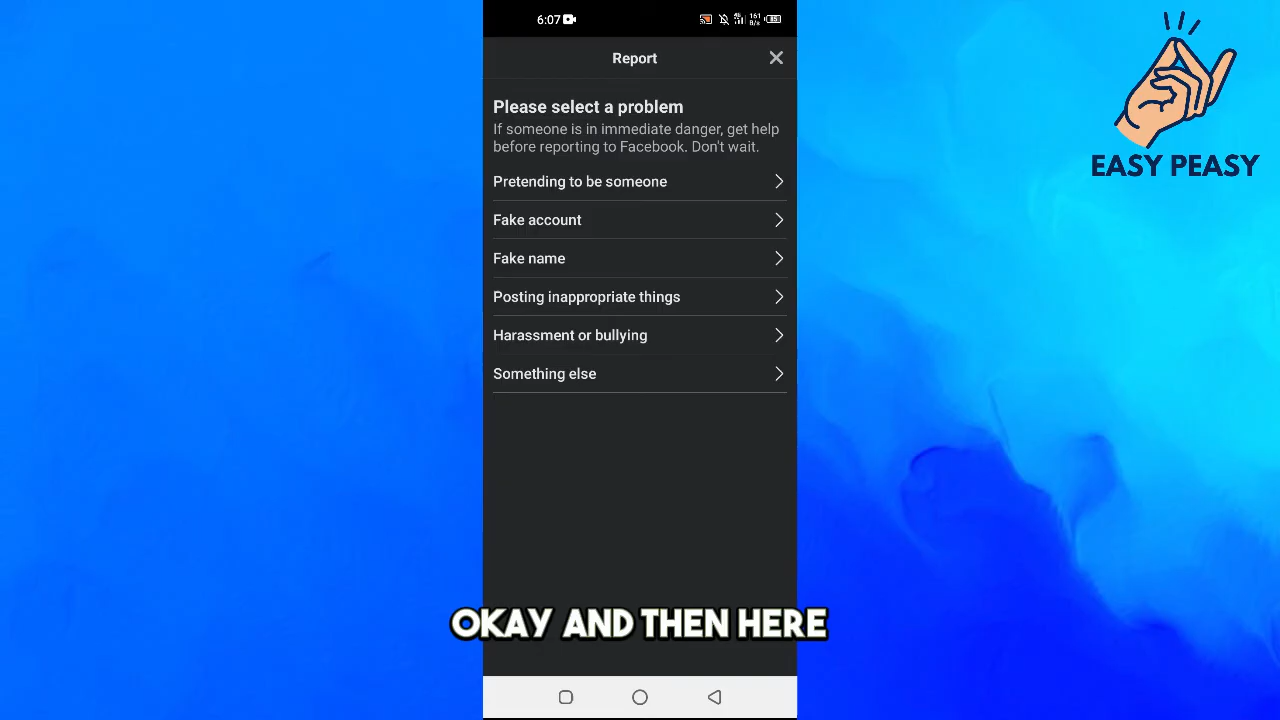 6:07
4G
161
B/s
Report
EASY PEASY
Please select a problem
If someone is in immediate danger, get help
before reporting to Facebook. Don't wait.
Pretending to be someone
Fake account
Fake name
Posting inappropriate things
Harassment or bullying
Something else
OKAY AND THEN HERE